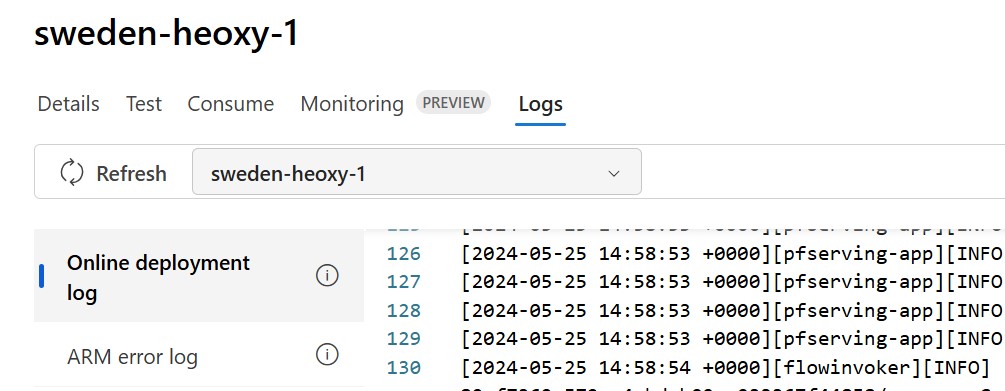 sweden-heoxy-1
Details Test Consume Monitoring PREVIEW Logs
Refresh sweden-heoxy-1
Online deployment
log
ARM error log
126 [2024-05-25 14:58:53 +0000][pfserving-app][INFO
127 [2024-05-25 14:58:53 +0000][pfserving-app][INFO
128 [2024-05-25 14:58:53 +0000][pfserving-app][INFO
129 [2024-05-25 14:58:53 +0000][pfserving-app][INFO
130 [2024-05-25 14:58:54 +0000][flowinvoker][INFO]